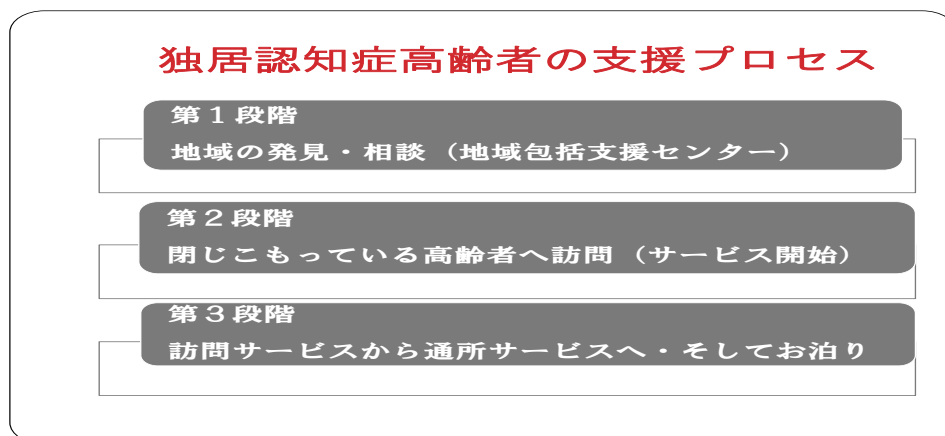 独居認知症高齢者の支援プロセス
第１段階
地域の発見・相談（地域包括支援センター）
第２段階
閉じこもっている高齢者へ訪問（サービス開始）
第３段階
訪問サービスから通所サービスへ・そしてお泊り